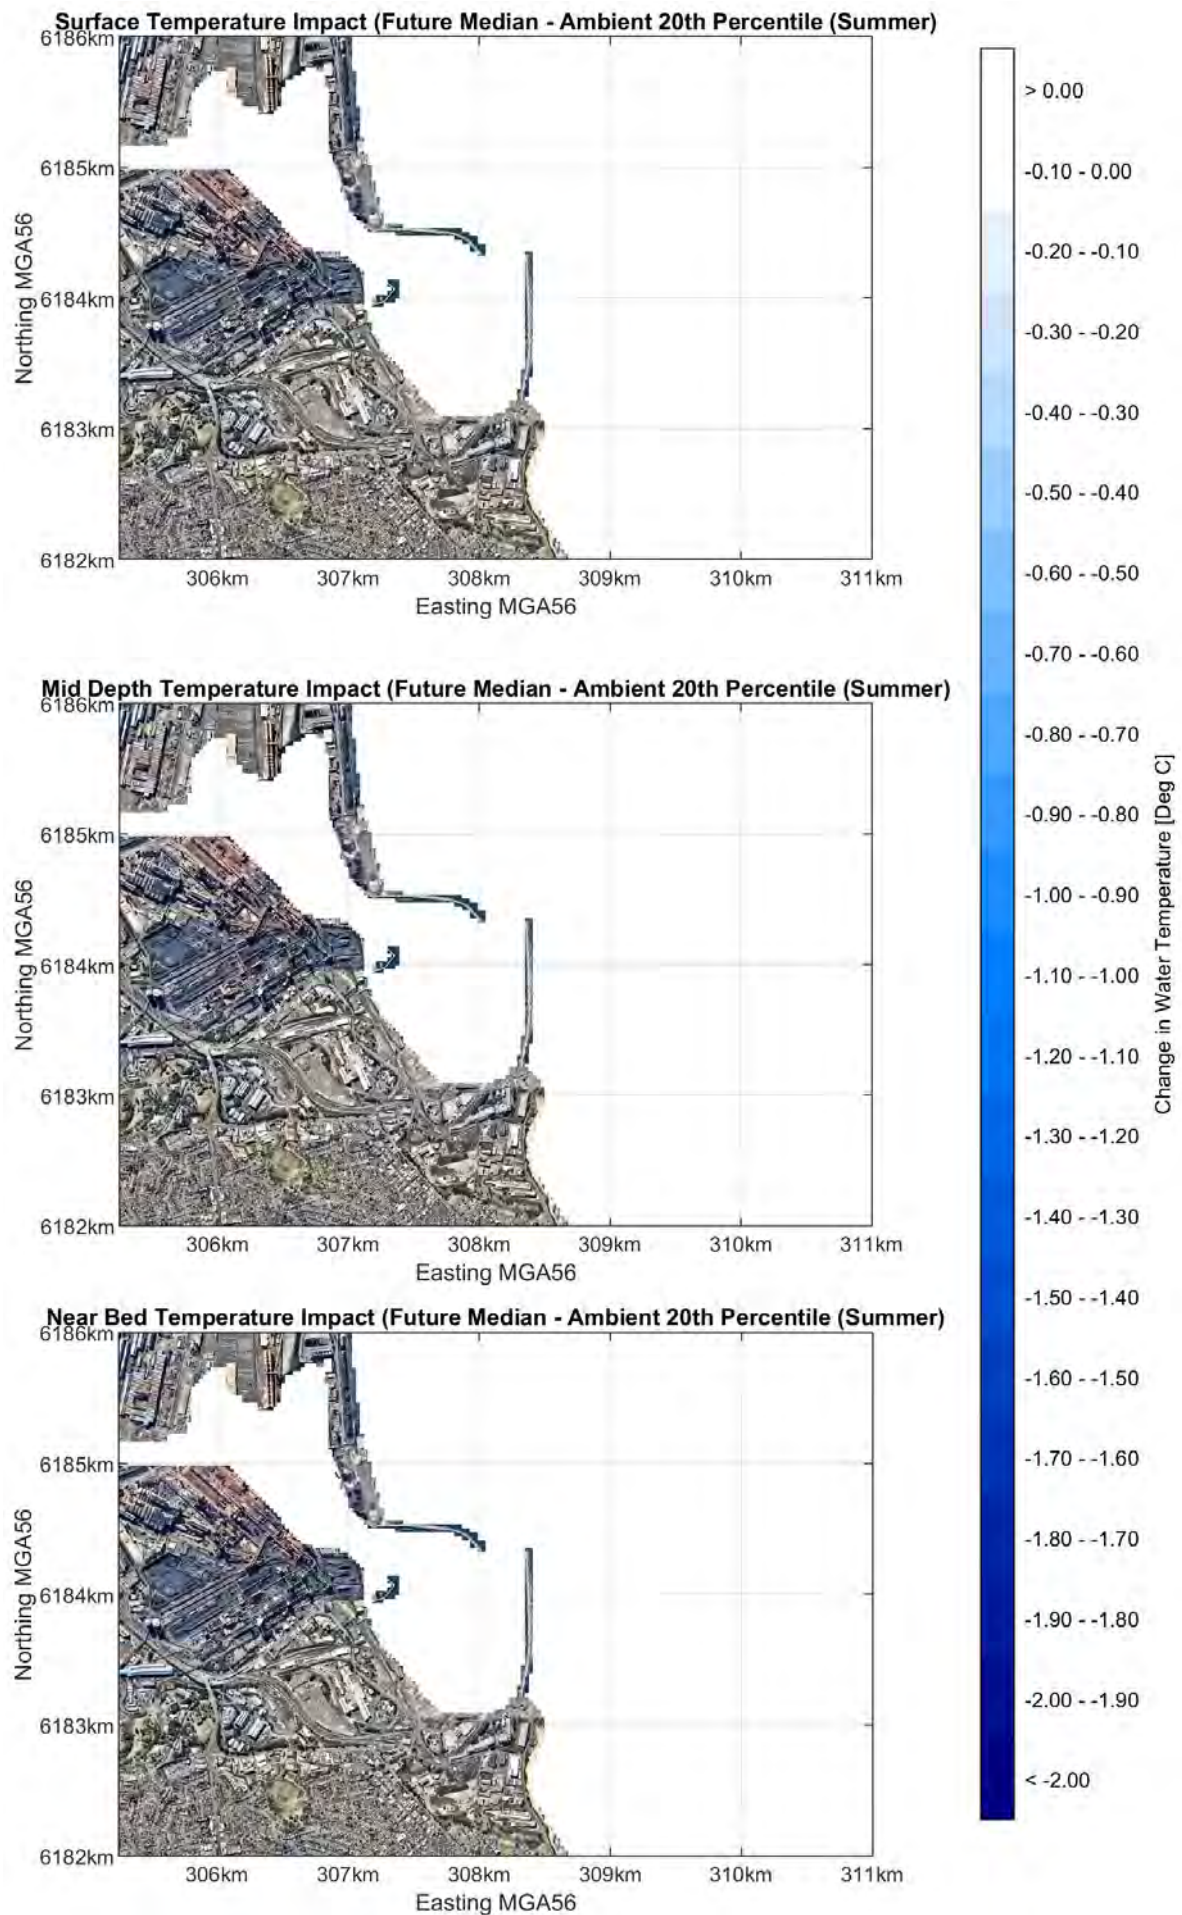 Surface Temperature Impact (Future Median - Ambient 20th Percentile (Summer)
6186km
6185km
6184km
6183km
6182km
Northing MGA56
306km 307km 308km 309km 310km 311km
Easting MGA56
Mid Depth Temperature Impact (Future Median - Ambient 20th Percentile (Summer)
6186km
6185km
6184km
6183km
6182km
Northing MGA56
306km 307km 308km 309km 310km 311km
Easting MGA56
Near Bed Temperature Impact (Future Median - Ambient 20th Percentile (Summer)
6186km
6185km
6184km
6183km
6182km
Northing MGA56
306km 307km 308km 309km 310km 311km
Easting MGA56
> 0.00
-0.10 - 0.00
-0.20 - -0.10
-0.30 - -0.20
-0.40 - -0.30
-0.50 - -0.40
-0.60 - -0.50
-0.70 - -0.60
-0.80 - -0.70
-0.90 - -0.80
-1.00 - -0.90
-1.10 - -1.00
-1.20 - -1.10
-1.30 - -1.20
-1.40 - -1.30
-1.50 - -1.40
-1.60 - -1.50
-1.70 - -1.60
-1.80 - -1.70
-1.90 - -1.80
-2.00 - -1.90
< -2.00
Change in Water Temperature [Deg C]